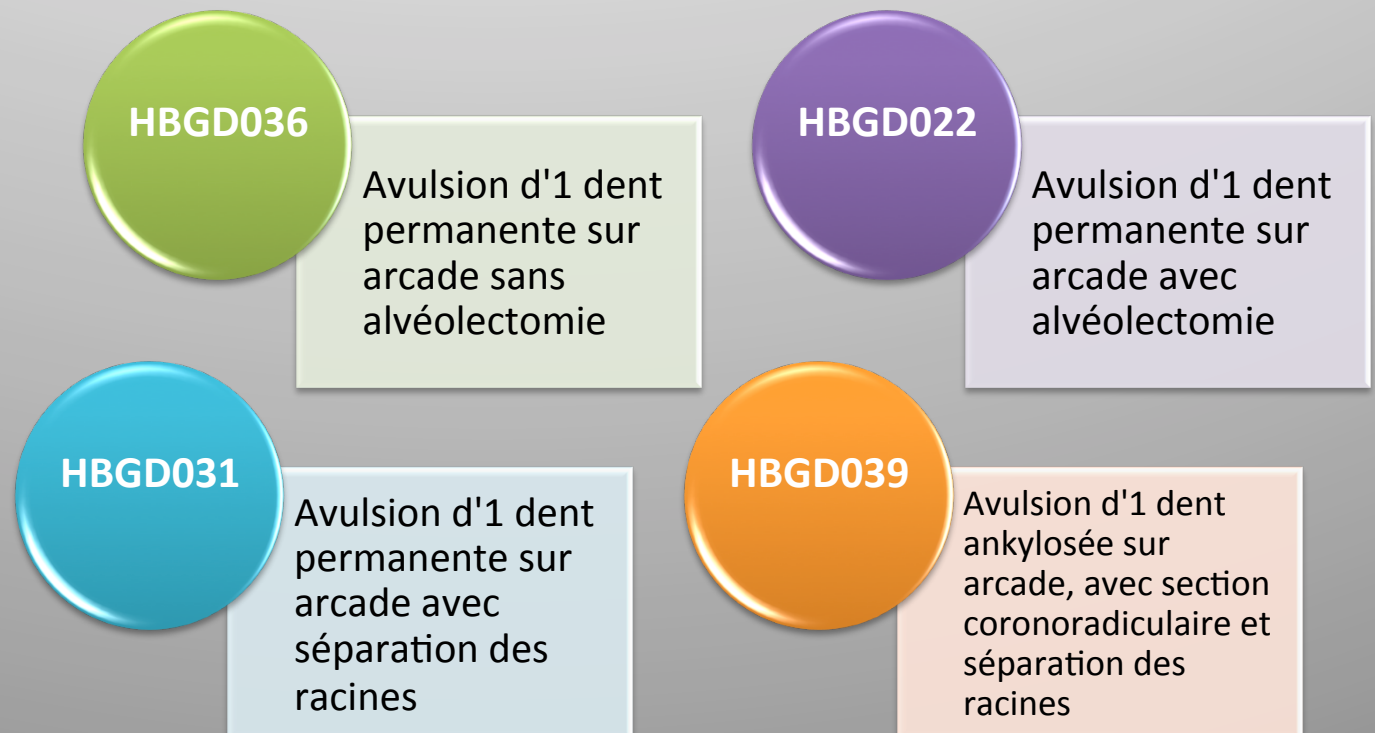 HBGD036
Avulsion d'1 dent
permanente sur
arcade sans
alvéolectomie
HBGD022
Avulsion d'1 dent
permanente sur
arcade avec
alvéolectomie
HBGD031
Avulsion d'1 dent
permanente sur
arcade avec
séparation des
racines
HBGD039
Avulsion d'1 dent
ankylosée sur
arcade, avec section
coronoradiculaire et
séparation des
racines